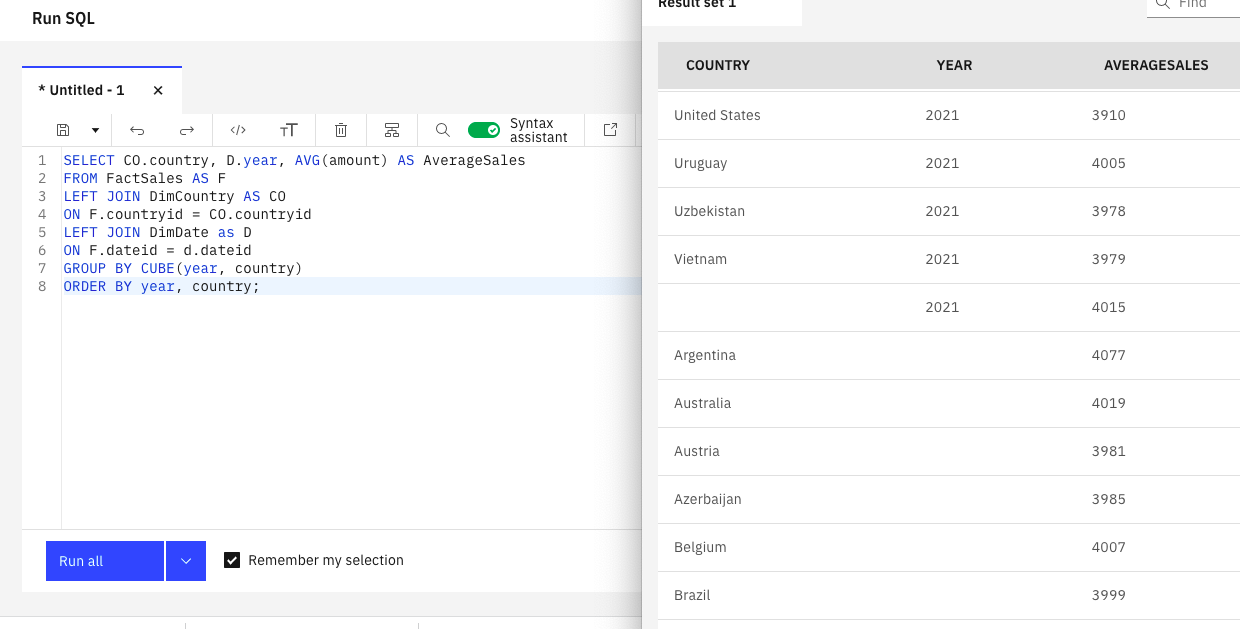 Run SQL
* Untitled - 1
Syntax
assistant
1 SELECT CO.country, D.year, AVG(amount) AS AverageSales
2 FROM FactSales AS F
3 LEFT JOIN DimCountry AS CO
4 ON F.countryid = CO.countryid
5 LEFT JOIN DimDate as D
6 ON F.dateid = d.dateid
7 GROUP BY CUBE(year, country)
8 ORDER BY year, country;
Run all
Remember my selection
Result set 1
Find
COUNTRY YEAR AVERAGESALES
United States 2021 3910
Uruguay 2021 4005
Uzbekistan 2021 3978
Vietnam 2021 3979
2021 4015
Argentina 4077
Australia 4019
Austria 3981
Azerbaijan 3985
Belgium 4007
Brazil 3999